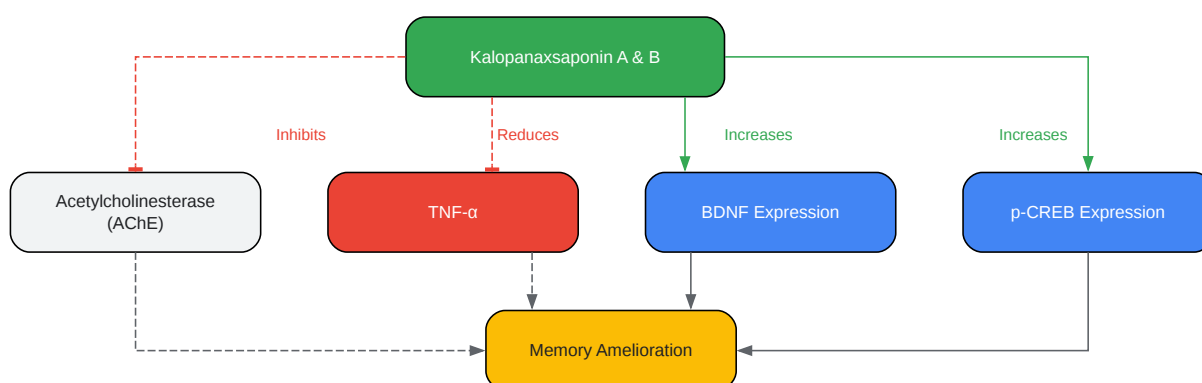 Kalopanaxsaponin A & B
Inhibits
Reduces
Increases
Increases
Acetylcholinesterase
(AChE)
TNF-α
BDNF Expression
p-CREB Expression
Memory Amelioration